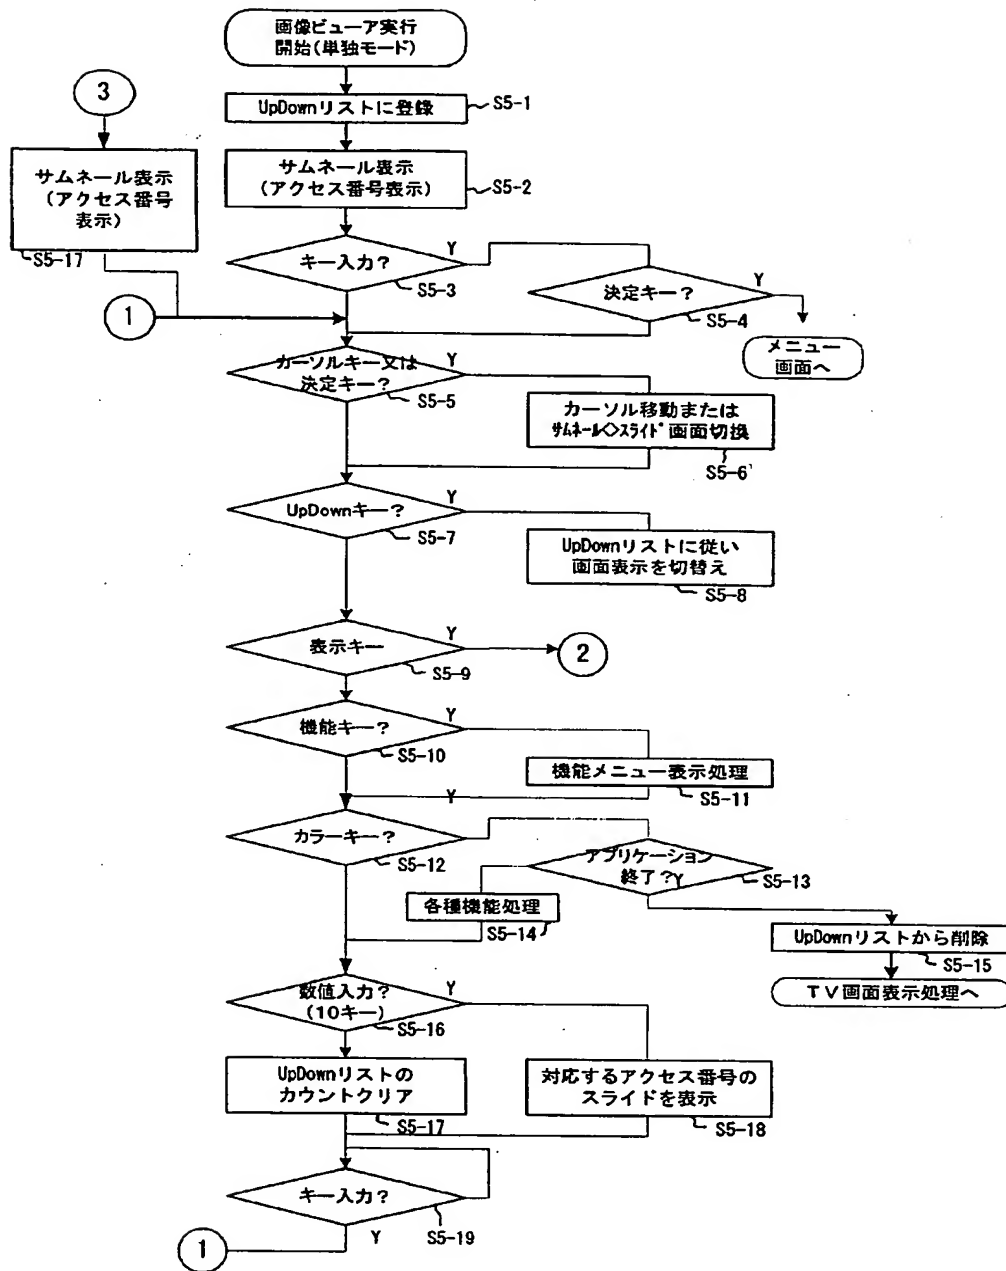 画像ビューア実行
開始(単独モード)
3
UpDownリストに登録
S5-1
サムネール表示
(アクセス番号
表示)
S5-17
サムネール表示
(アクセス番号表示)
S5-2
キー入力?
Y
S5-3
決定キー?
Y
S5-4
1
メニュー
画面へ
カーソルキー又は
決定キー?
Y
S5-5
カーソル移動または
サムネール<>スライド画面切換
S5-6
UpDownキー?
Y
S5-7
UpDownリストに従い
画面表示を切替え
S5-8
表示キー
Y
S5-9
2
機能キー?
Y
S5-10
機能メニュー表示処理
S5-11
Y
カラーキー?
S5-12
アプリケーション
終了?Y
S5-13
各種機能処理
S5-14
UpDownリストから削除
S5-15
TV画面表示処理へ
数値入力?
(10キー)
Y
S5-16
UpDownリストの
カウントクリア
S5-17
対応するアクセス番号の
スライドを表示
S5-18
キー入力?
Y
S5-19
1